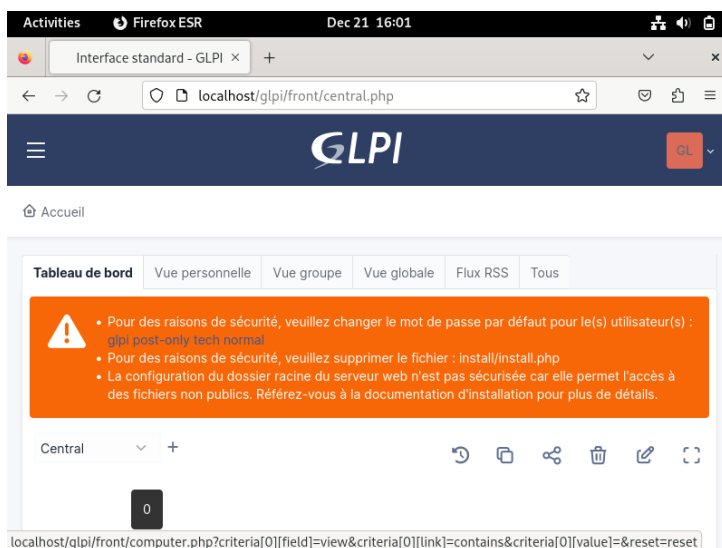 Activities Firefox ESR Dec 21 16:01
Interface standard - GLPI × +
localhost/glpi/front/central.php
GLPI
GL
Accueil
Tableau de bord Vue personnelle Vue groupe Vue globale Flux RSS Tous
• Pour des raisons de sécurité, veuillez changer le mot de passe par défaut pour le(s) utilisateur(s) :
glpi post-only tech normal
• Pour des raisons de sécurité, veuillez supprimer le fichier : install/install.php
• La configuration du dossier racine du serveur web n'est pas sécurisée car elle permet l'accès à
des fichiers non publics. Référez-vous à la documentation d'installation pour plus de détails.
Central +
0
localhost/glpi/front/computer.php?criteria[0][field]=view&criteria[0][link]=contains&criteria[0][value]=&reset=reset